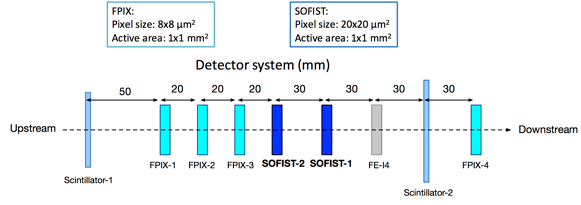 FPIX:
Pixel size: 8x8 μm²
Active area: 1x1 mm²
SOFIST:
Pixel size: 20x20 μm²
Active area: 1x1 mm²
Detector system (mm)
50 20 20 20 30 30 30 30
Upstream
Downstream
FPIX-1 FPIX-2 FPIX-3 SOFIST-2 SOFIST-1 FE-I4 FPIX-4
Scintillator-1
Scintillator-2